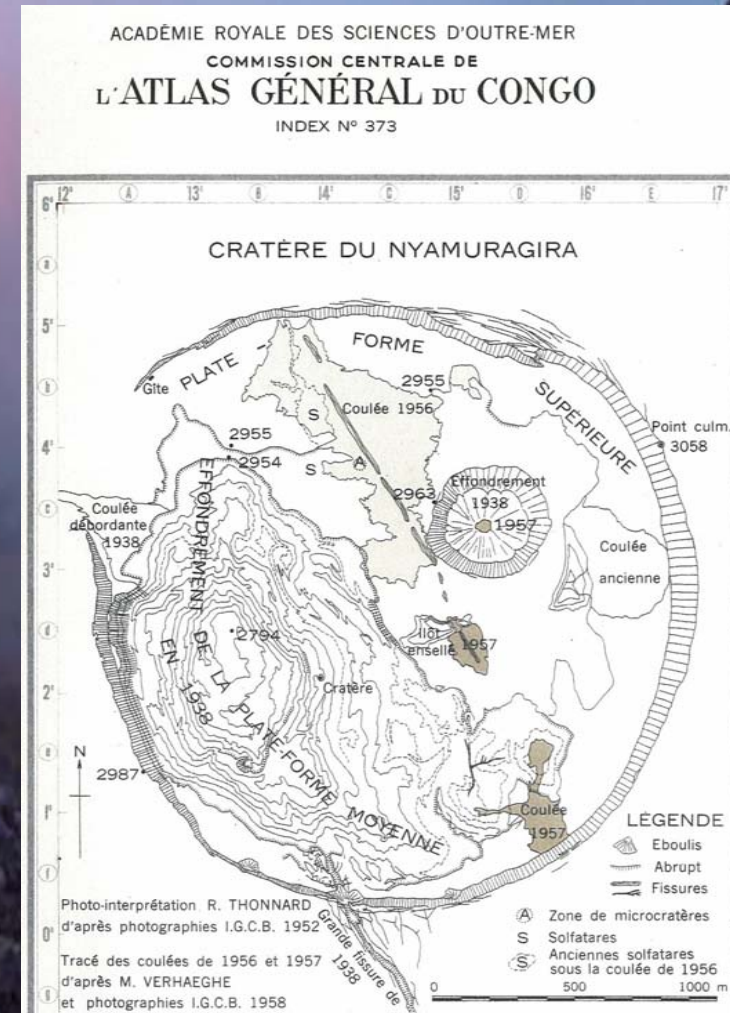 ACADÉMIE ROYALE DES SCIENCES D'OUTRE-MER
COMMISSION CENTRALE DE
L'ATLAS GÉNÉRAL DU CONGO
INDEX Nº 373
12' A 13' B 14' C 15' D 16' E 17'
6°
a
CRATÈRE DU NYAMURAGIRA
5'
PLATE-FORME SUPÉRIEURE
Gîte
b
2955
S
Coulée 1956
Point culm.
3058
4'
2955
2954
S
A
2963
Effondrement
1938
1957
c
Coulée
débordante
1938
Coulée
ancienne
3'
EFFONDREMENT DE LA PLATE-FORME MOYENNE
EN 1938
d
2794
Ilôt
ensellé
1957
Cratère
2'
N
e
2987
1'
Coulée
1957
LÉGENDE
Eboulis
Abrupt
Fissures
f
Photo-interprétation R. THONNARD
d'après photographies I.G.C.B. 1952
Grande fissure de
1938
A Zone de microcratères
S Solfatares
S Anciennes solfatares
sous la coulée de 1956
0'
Tracé des coulées de 1956 et 1957
d'après M. VERHAEGHE
et photographies I.G.C.B. 1958
g
0 500 1000 m